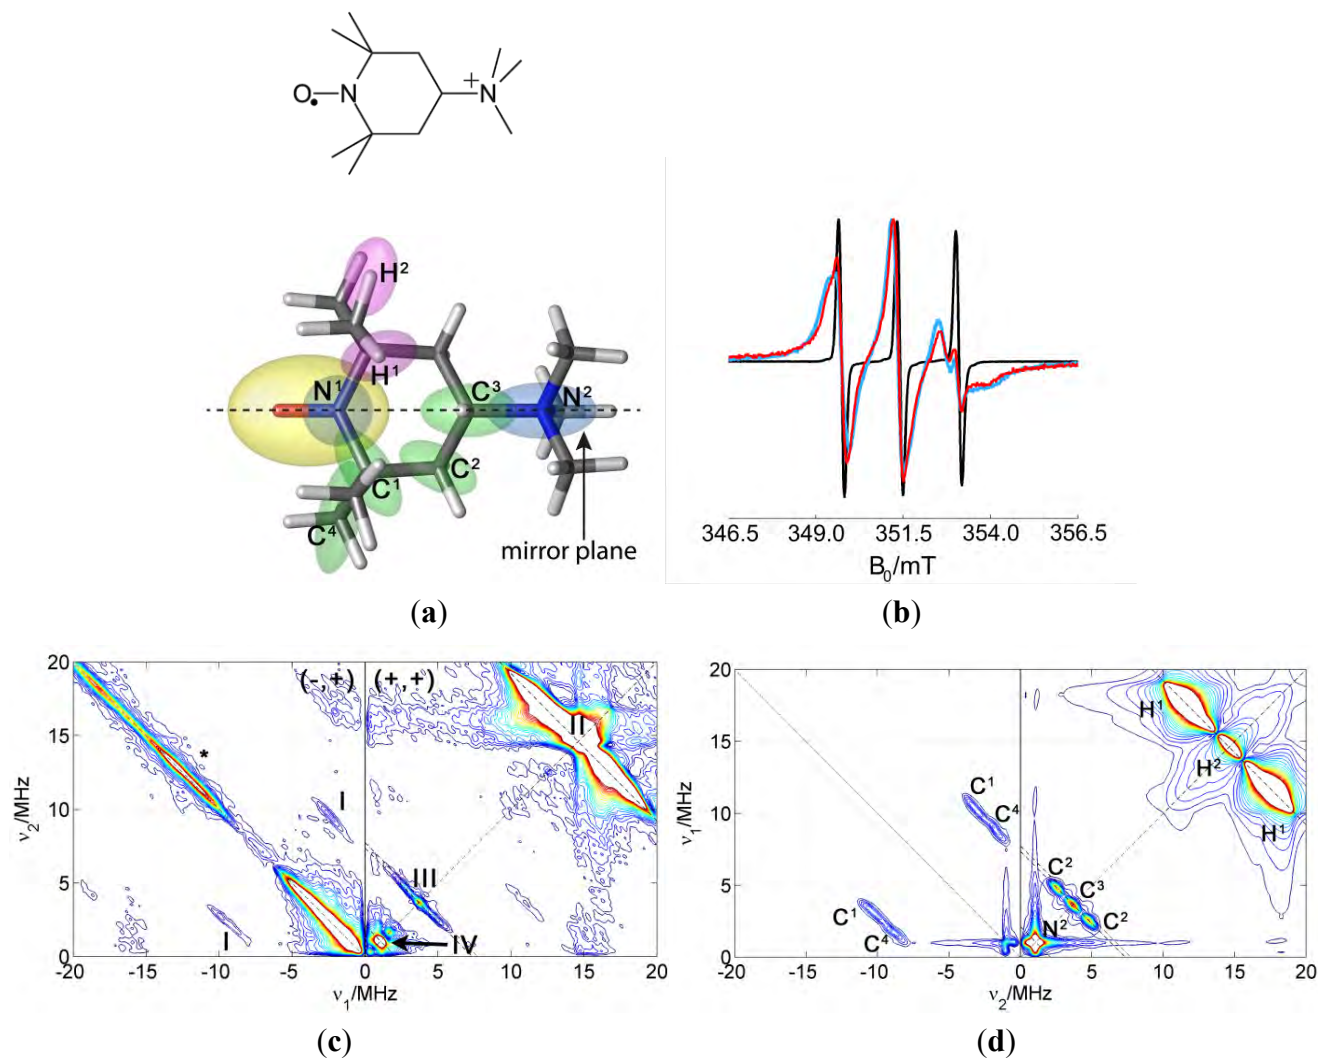 O• N + N
H²
N¹
H¹
C³
N²
C¹
C²
C⁴
mirror plane
346.5 349.0 351.5 354.0 356.5
B₀/mT
(a)
(b)
20
15
10
5
0
ν₂/MHz
(-,+) (+,+)
II
*
I
III
I
IV
-20 -15 -10 -5 0 5 10 15 20
ν₁/MHz
20
15
10
5
0
ν₁/MHz
H¹
H²
H¹
C¹
C⁴
C²
C³
C²
C¹
C⁴
N²
-20 -15 -10 -5 0 5 10 15 20
ν₂/MHz
(c)
(d)